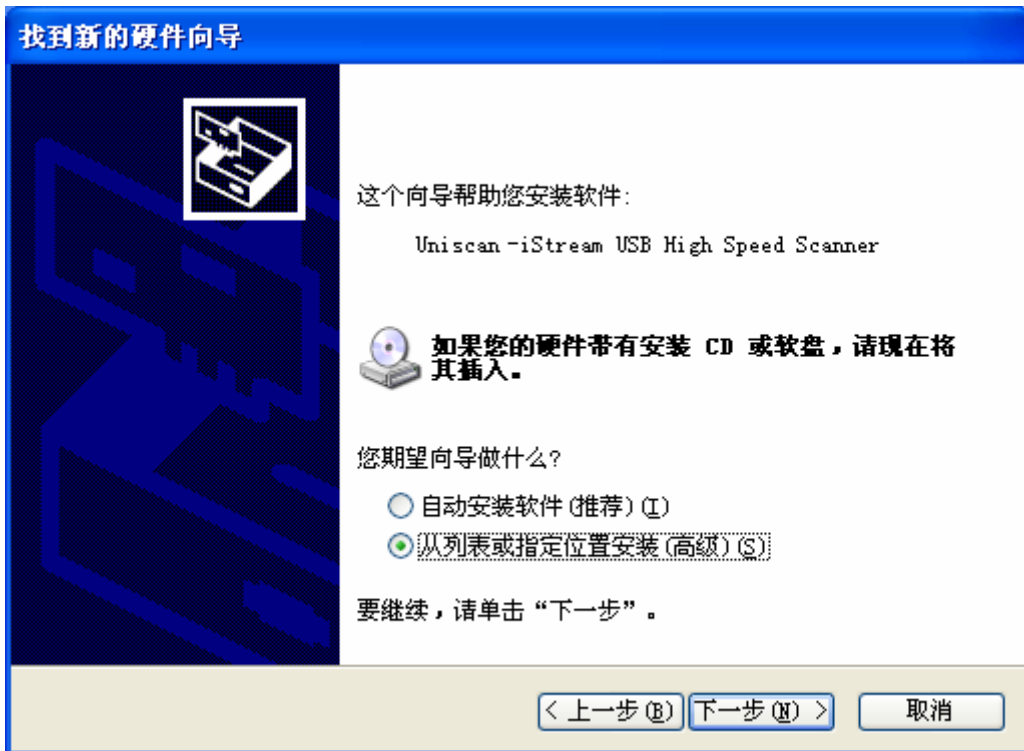 找到新的硬件向导
这个向导帮助您安装软件:
Uniscan-iStream USB High Speed Scanner
如果您的硬件带有安装 CD 或软盘，请现在将
其插入。
您期望向导做什么?
自动安装软件(推荐)(I)
从列表或指定位置安装(高级)(S)
要继续，请单击“下一步”。
< 上一步(B) 下一步(N) > 取消